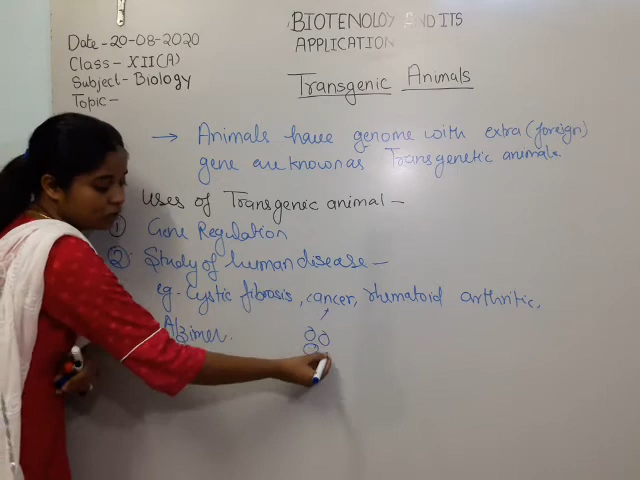 BIOTENOLOGY AND ITS
APPLICATION
Date - 20-08-2020
Class - XII(A)
Subject - Biology
Topic -
Transgenic Animals
→ Animals have genome with extra (foreign)
gene are known as Transgenetic animals
Uses of Transgenic animal -
① Gene Regulation
② Study of human disease -
eg - Cystic fibrosis, cancer, rhumatoid arthritic,
Alzimer.